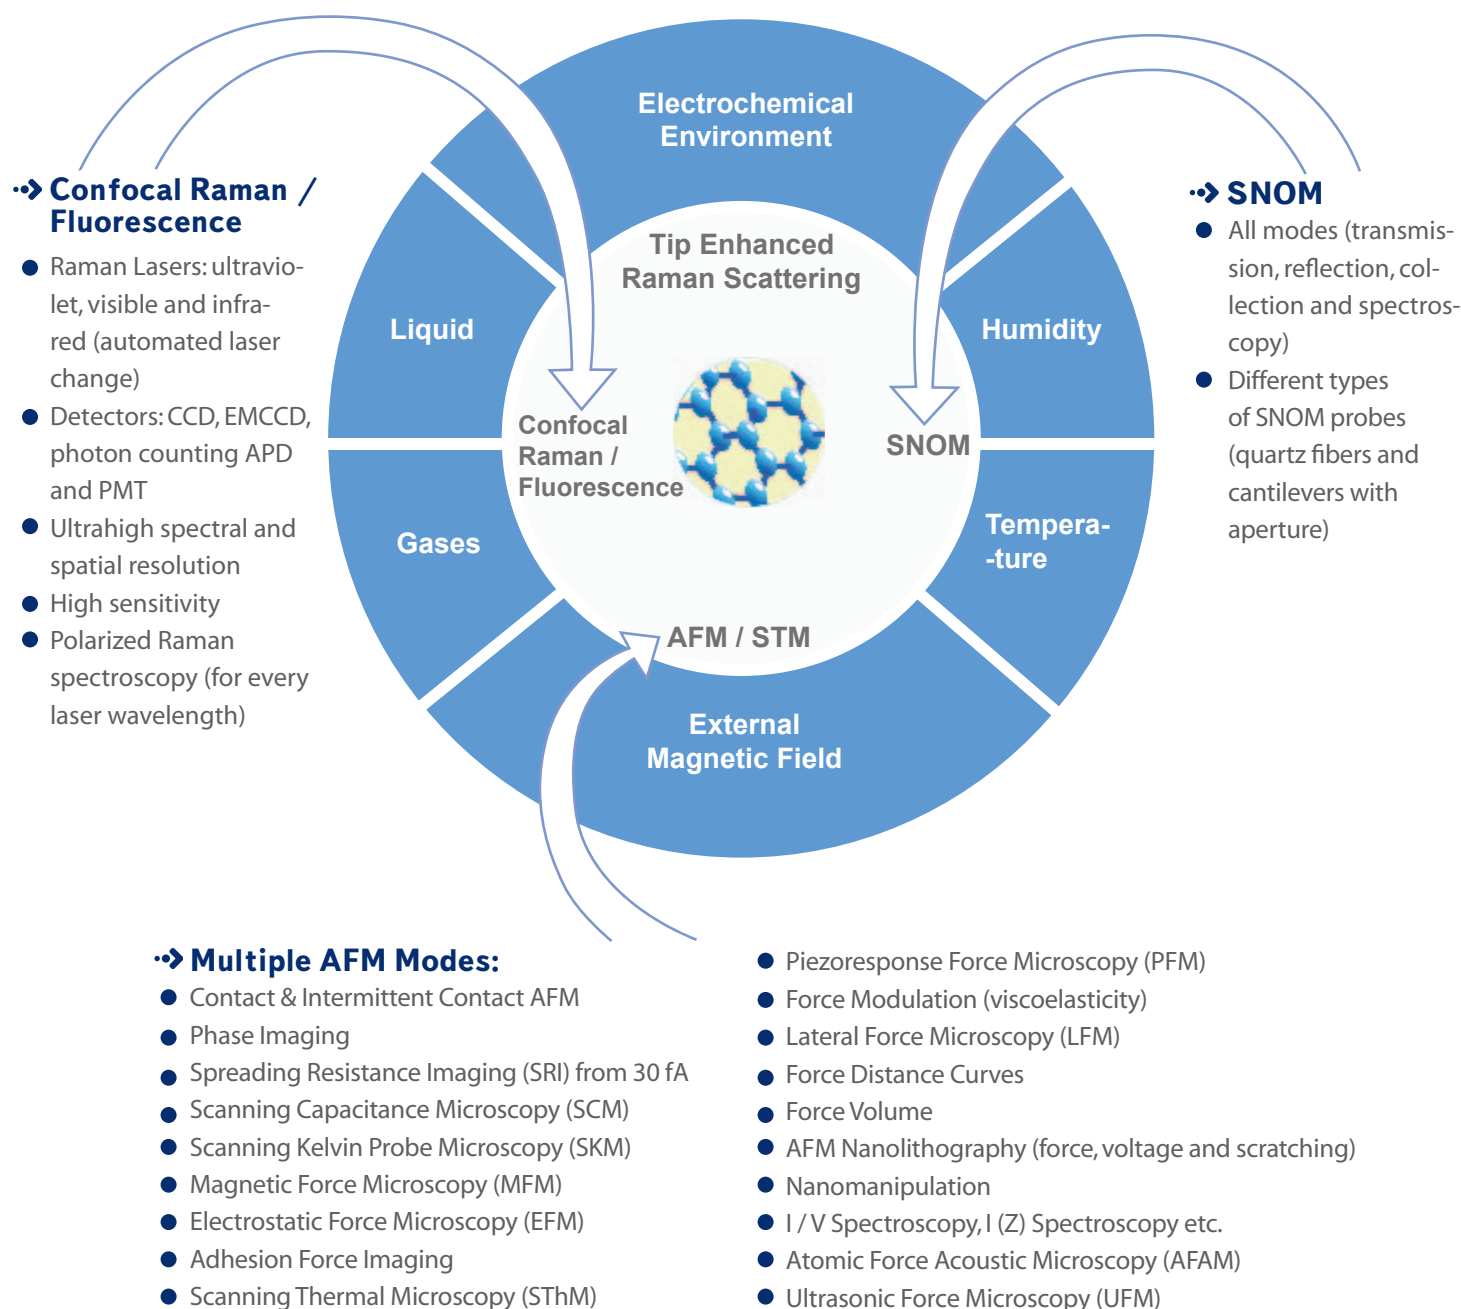 Electrochemical
Environment
Confocal Raman /
Fluorescence
Raman Lasers: ultravio-
let, visible and infra-
red (automated laser
change)
Detectors: CCD, EMCCD,
photon counting APD
and PMT
Ultrahigh spectral and
spatial resolution
High sensitivity
Polarized Raman
spectroscopy (for every
laser wavelength)
Liquid
Gases
Tip Enhanced
Raman Scattering
Confocal
Raman /
Fluorescence
SNOM
AFM / STM
Humidity
Tempera-
-ture
External
Magnetic Field
SNOM
All modes (transmis-
sion, reflection, col-
lection and spectros-
copy)
Different types
of SNOM probes
(quartz fibers and
cantilevers with
aperture)
Multiple AFM Modes:
Contact & Intermittent Contact AFM
Phase Imaging
Spreading Resistance Imaging (SRI) from 30 fA
Scanning Capacitance Microscopy (SCM)
Scanning Kelvin Probe Microscopy (SKM)
Magnetic Force Microscopy (MFM)
Electrostatic Force Microscopy (EFM)
Adhesion Force Imaging
Scanning Thermal Microscopy (SThM)
Piezoresponse Force Microscopy (PFM)
Force Modulation (viscoelasticity)
Lateral Force Microscopy (LFM)
Force Distance Curves
Force Volume
AFM Nanolithography (force, voltage and scratching)
Nanomanipulation
I / V Spectroscopy, I (Z) Spectroscopy etc.
Atomic Force Acoustic Microscopy (AFAM)
Ultrasonic Force Microscopy (UFM)